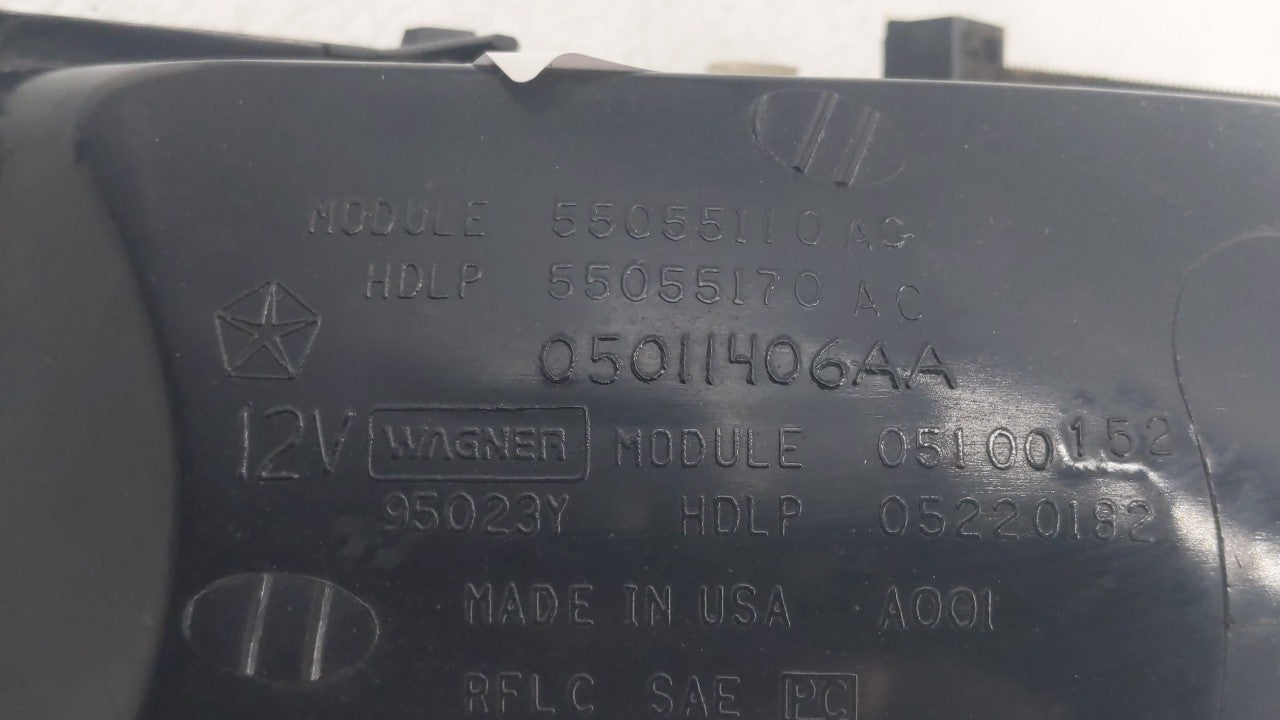 MODULE 55055110 AC
HDLP 55055170 AC
05011406AA
12V WAGNER MODULE 05100152
95023Y HDLP 05220182
MADE IN USA A001
RFLC SAE PC